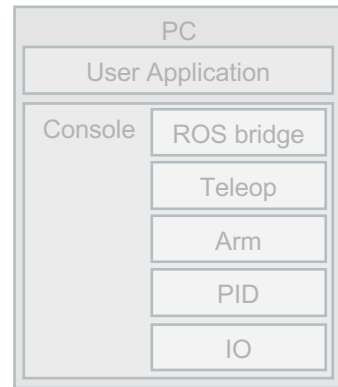 PC
User Application
Console
ROS bridge
Teleop
Arm
PID
IO